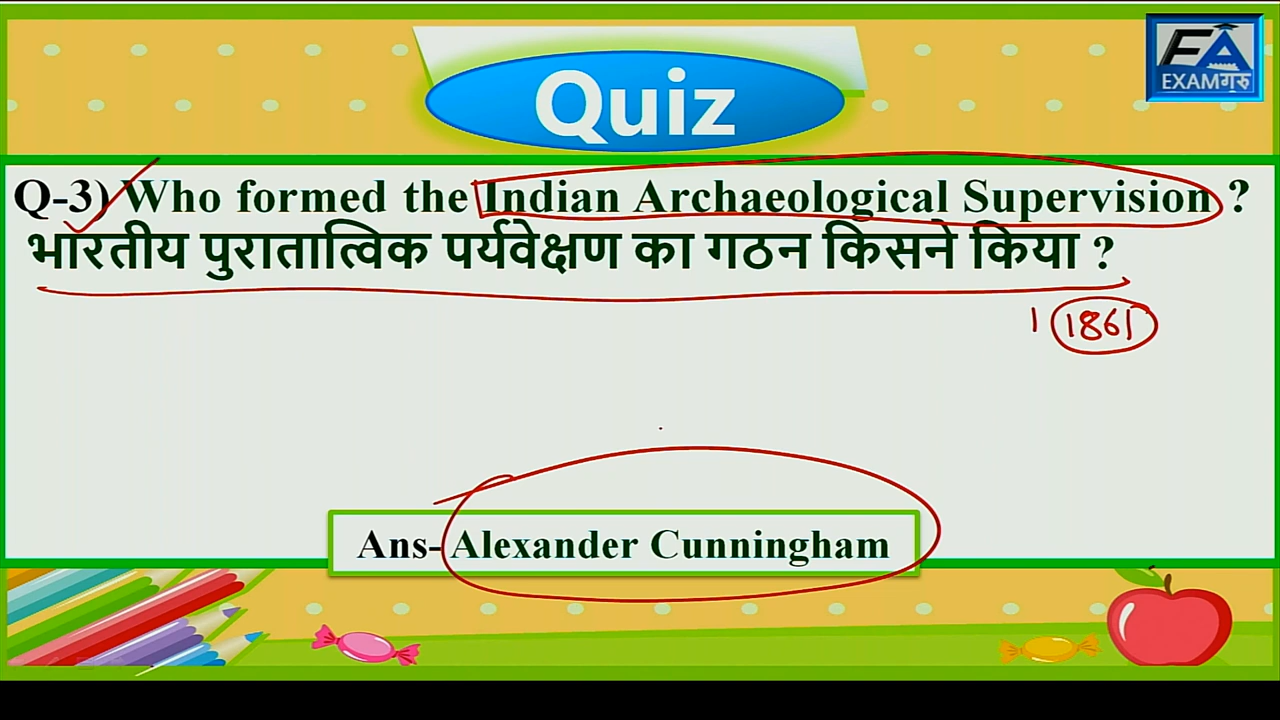 EXAMगुरु
Quiz
Q-3) Who formed the Indian Archaeological Supervision ?
भारतीय पुरातात्विक पर्यवेक्षण का गठन किसने किया ?
1 1861
Ans- Alexander Cunningham